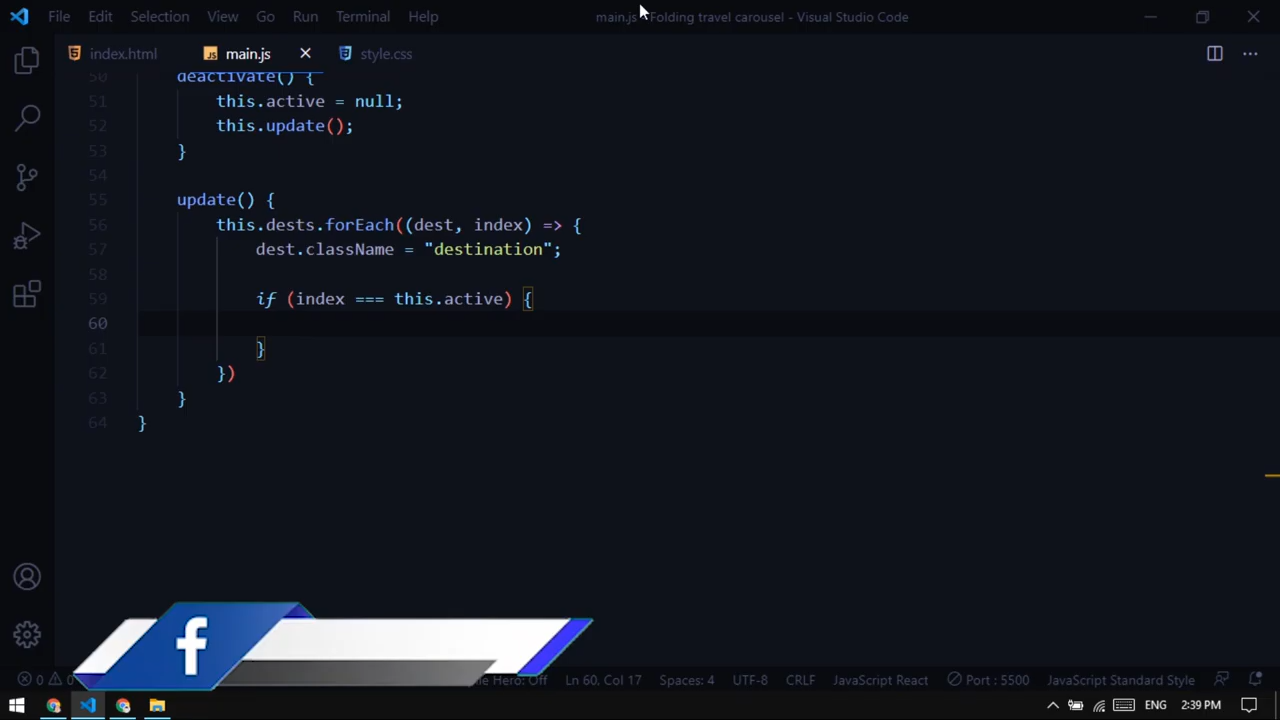 File Edit Selection View Go Run Terminal Help
main.js - Folding travel carousel - Visual Studio Code
index.html main.js style.css
50 deactivate() {
51 this.active = null;
52 this.update();
53 }
54
55 update() {
56 this.dests.forEach((dest, index) => {
57 dest.className = "destination";
58
59 if (index === this.active) {
60
61 }
62 })
63 }
64 }
f
0 0 Hero: Off Ln 60, Col 17 Spaces: 4 UTF-8 CRLF JavaScript React Port : 5500 JavaScript Standard Style
ENG 2:39 PM